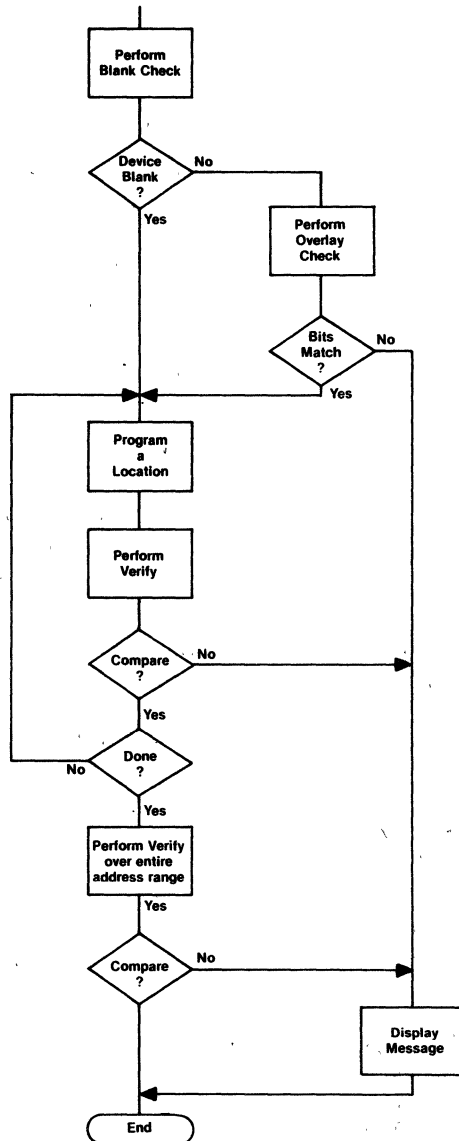 Perform
Blank Check
Device
Blank
?
No
Yes
Perform
Overlay
Check
Bits
Match
?
No
Yes
Program
a
Location
Perform
Verify
Compare
?
No
Yes
Done
?
No
Yes
Perform Verify
over entire
address range
Yes
Compare
?
No
Display
Message
End